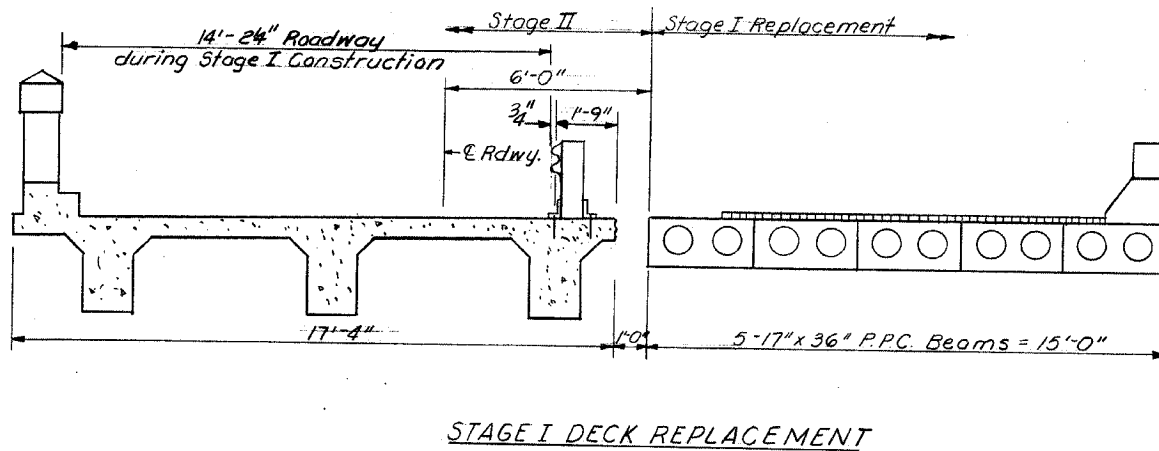 Stage II
Stage I Replacement
14'-2¼" Roadway
during Stage I Construction
6'-0"
¾"
1'-9"
℄ Rdwy.
17'-4"
1'-0"
5-17"x 36" P.P.C. Beams = 15'-0"
STAGE I DECK REPLACEMENT